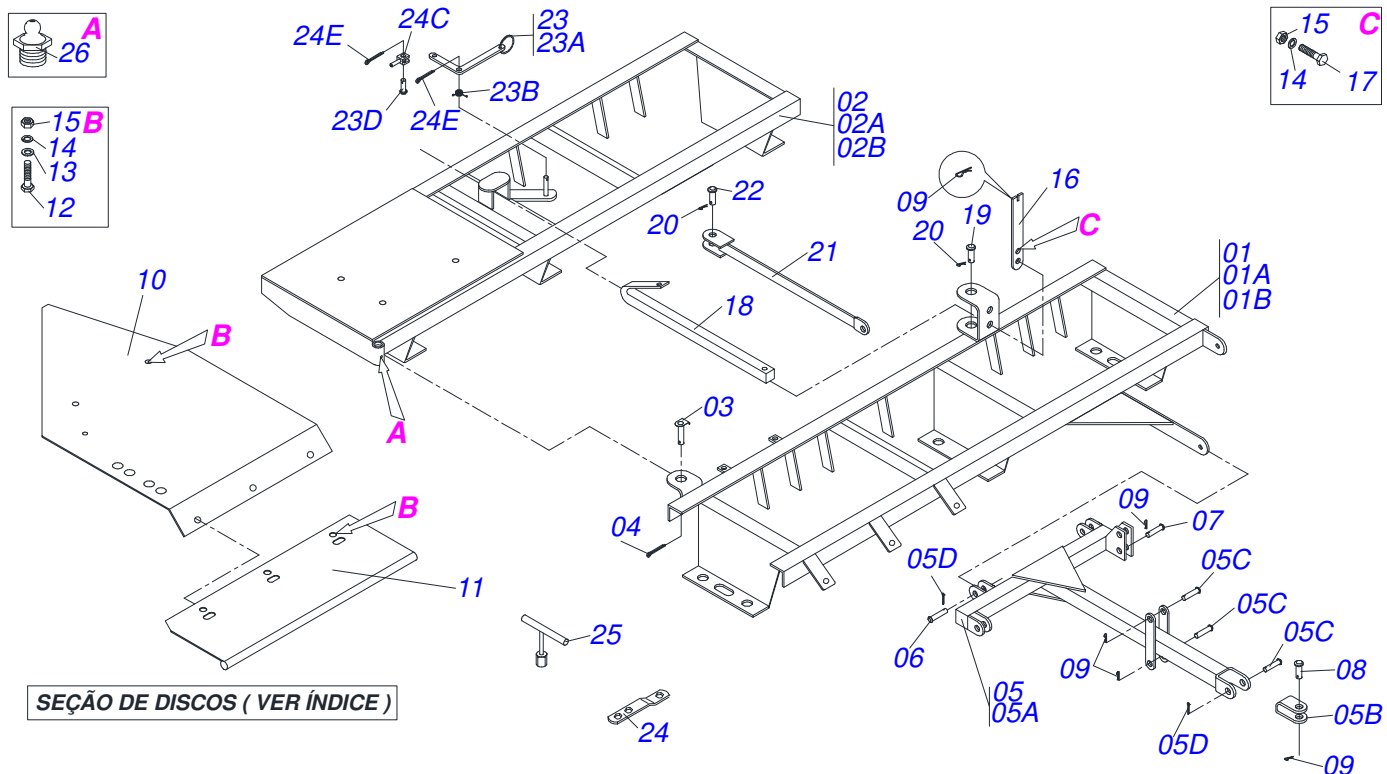 A
26
15 B
14
13
12
24E
24C
23
23A
23B
23D
24E
02
02A
02B
15
C
14
17
22
20
21
09
16
19
20
C
01
01A
01B
10
B
18
A
03
04
B
11
09
07
05D
05C
05C
05C
06
09
08
05
05A
05B
05D
09
25
24
SEÇÃO DE DISCOS ( VER ÍNDICE )